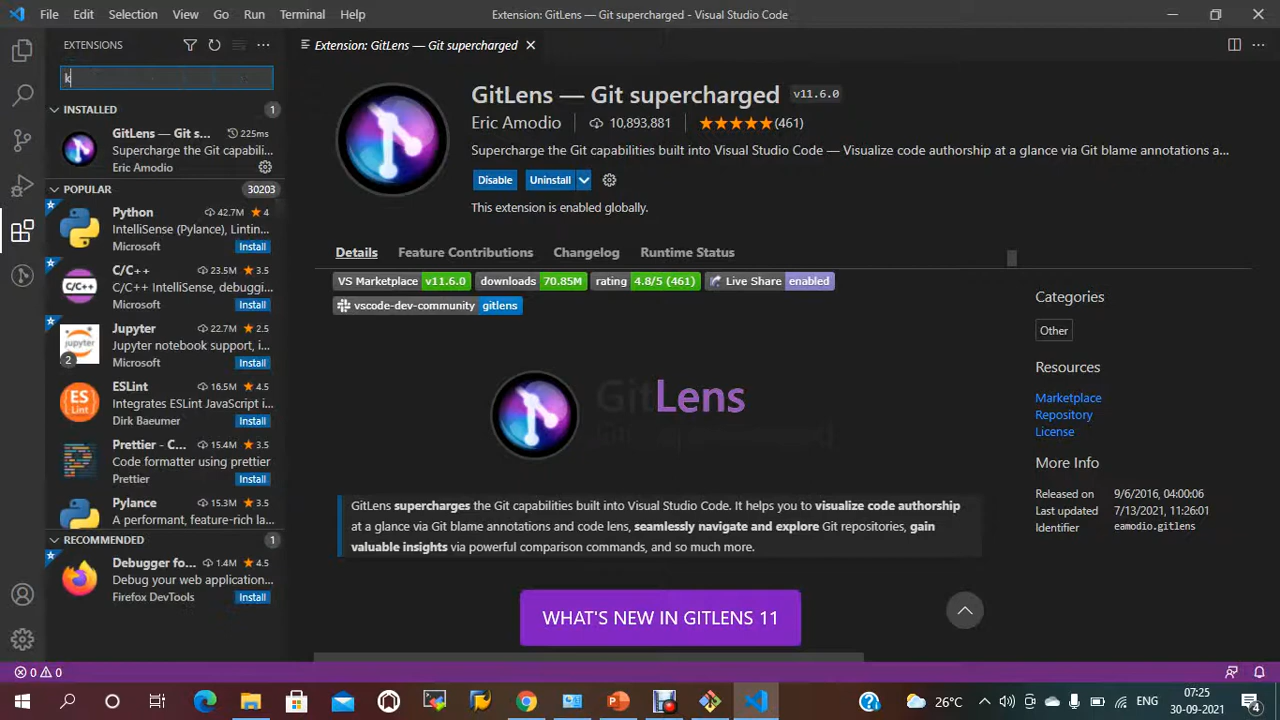 File Edit Selection View Go Run Terminal Help
Extension: GitLens — Git supercharged - Visual Studio Code
EXTENSIONS
k
INSTALLED 1
GitLens — Git s... 225ms
Supercharge the Git capabili...
Eric Amodio
POPULAR 30203
Python 42.7M 4
IntelliSense (Pylance), Lintin...
Microsoft Install
C/C++ 23.5M 3.5
C/C++ IntelliSense, debuggi...
Microsoft Install
Jupyter 22.7M 2.5
Jupyter notebook support, i...
Microsoft Install
jupyter
2
ESLint 16.5M 4.5
Integrates ESLint JavaScript i...
Dirk Baeumer Install
ES
Lint
Prettier - C... 15.4M 3.5
Code formatter using prettier
Prettier Install
Pylance 15.3M 3.5
A performant, feature-rich la...
RECOMMENDED 1
Debugger fo... 1.4M 4.5
Debug your web application...
Firefox DevTools Install
Extension: GitLens — Git supercharged
GitLens — Git supercharged v11.6.0
Eric Amodio 10,893,881 (461)
Supercharge the Git capabilities built into Visual Studio Code — Visualize code authorship at a glance via Git blame annotations a...
Disable Uninstall
This extension is enabled globally.
Details Feature Contributions Changelog Runtime Status
VS Marketplace v11.6.0 downloads 70.85M rating 4.8/5 (461) Live Share enabled
vscode-dev-community gitlens
GitLens
GitLens supercharges the Git capabilities built into Visual Studio Code. It helps you to visualize code authorship
at a glance via Git blame annotations and code lens, seamlessly navigate and explore Git repositories, gain
valuable insights via powerful comparison commands, and so much more.
WHAT'S NEW IN GITLENS 11
Categories
Other
Resources
Marketplace
Repository
License
More Info
Released on 9/6/2016, 04:00:06
Last updated 7/13/2021, 11:26:01
Identifier eamodio.gitlens
0 0
26°C ENG 07:25
30-09-2021
4